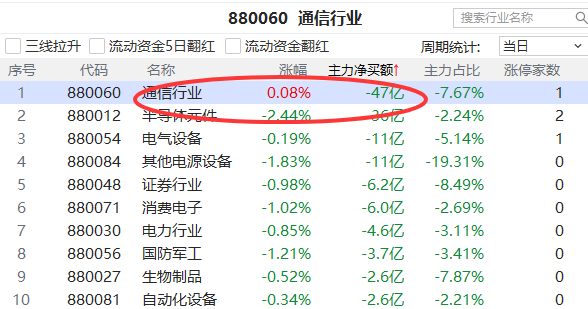 880060 通信行业
搜索行业名称
三线拉升 流动资金5日翻红 流动资金翻红 周期统计: 当日
序号 代码 名称 涨幅 主力净买额↑ 主力占比 涨停家数
1 880060 通信行业 0.08% -47亿 -7.67% 1
2 880012 半导体元件 -2.44% -36亿 -2.24% 2
3 880054 电气设备 -0.19% -11亿 -5.14% 1
4 880084 其他电源设备 -1.83% -11亿 -19.31% 0
5 880048 证券行业 -0.98% -6.2亿 -8.49% 0
6 880071 消费电子 -1.02% -6.0亿 -2.69% 0
7 880030 电力行业 -0.85% -4.6亿 -3.11% 0
8 880056 国防军工 -1.21% -3.7亿 -3.41% 0
9 880027 生物制品 -0.52% -2.6亿 -7.87% 0
10 880081 自动化设备 -0.34% -2.6亿 -2.21% 0